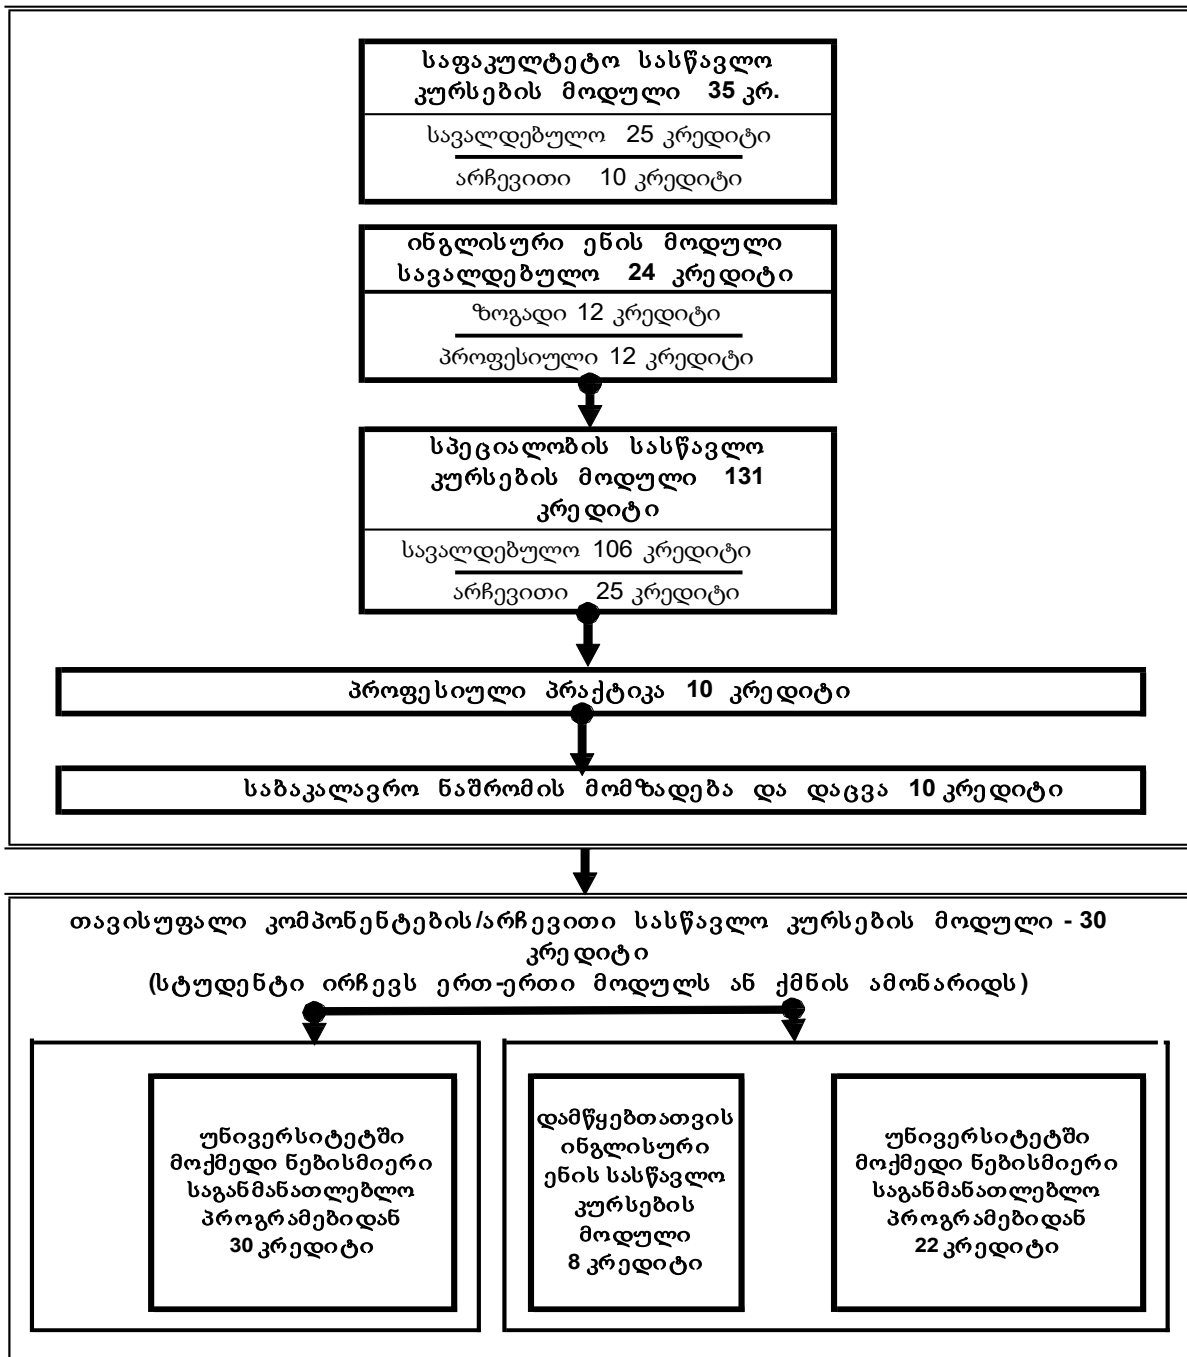 საფაკულტეტო სასწავლო
კურსების მოდული 35 კრ.
სავალდებულო 25 კრედიტი
არჩევითი 10 კრედიტი
ინგლისური ენის მოდული
სავალდებულო 24 კრედიტი
ზოგადი 12 კრედიტი
პროფესიული 12 კრედიტი
სპეციალობის სასწავლო
კურსების მოდული 131
კრედიტი
სავალდებულო 106 კრედიტი
არჩევითი 25 კრედიტი
პროფესიული პრაქტიკა 10 კრედიტი
საბაკალავრო ნაშრომის მომზადება და დაცვა 10 კრედიტი
თავისუფალი კომპონენტების/არჩევითი სასწავლო კურსების მოდული - 30
კრედიტი
(სტუდენტი ირჩევს ერთ-ერთი მოდულს ან ქმნის ამონარიდს)
უნივერსიტეტში
მოქმედი ნებისმიერი
საგანმანათლებლო
პროგრამებიდან
30 კრედიტი
დამწყებთათვის
ინგლისური
ენის სასწავლო
კურსების
მოდული
8 კრედიტი
უნივერსიტეტში
მოქმედი ნებისმიერი
საგანმანათლებლო
პროგრამებიდან
22 კრედიტი